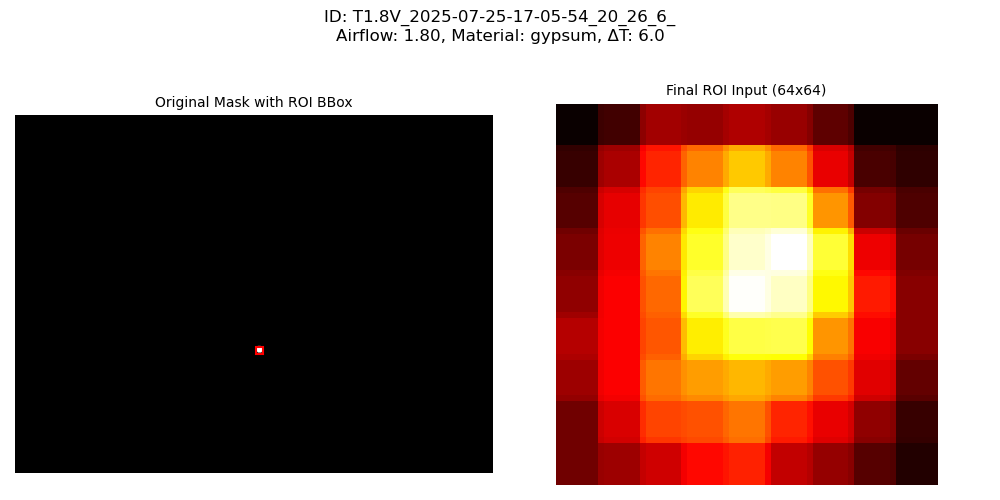 ID: T1.8V_2025-07-25-17-05-54_20_26_6_
Airflow: 1.80, Material: gypsum, ΔT: 6.0
Original Mask with ROI BBox
Final ROI Input (64x64)